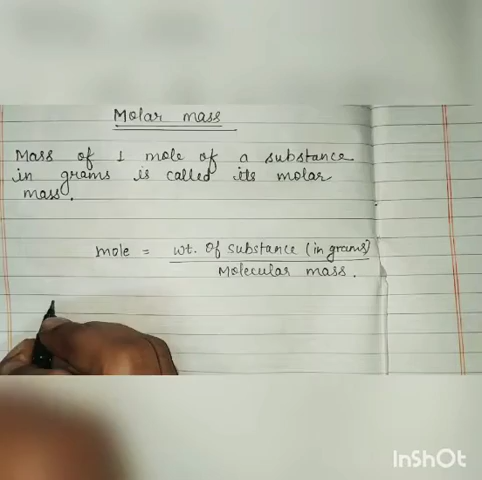 Molar mass
Mass of 1 mole of a substance
in grams is called its molar
mass.
mole = wt. of substance (in grams)
Molecular mass.
InShOt